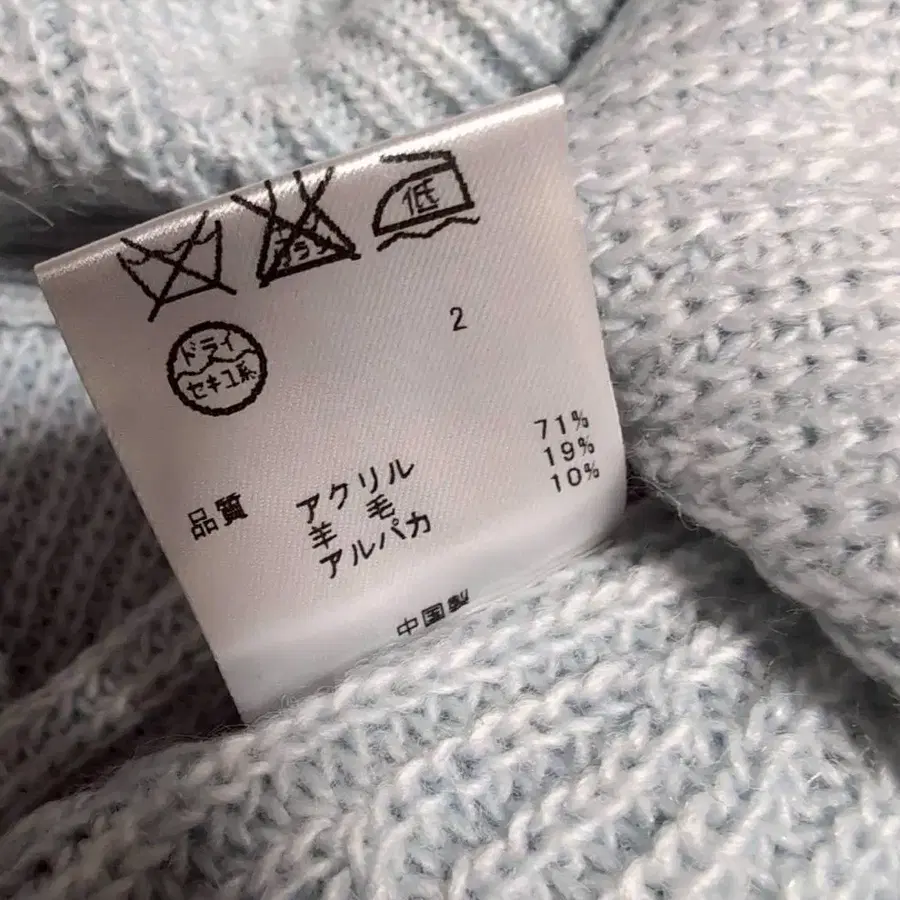 低
ドライ
セキユ系
2
品質 アクリル 71%
羊毛 19%
アルパカ 10%
中国製